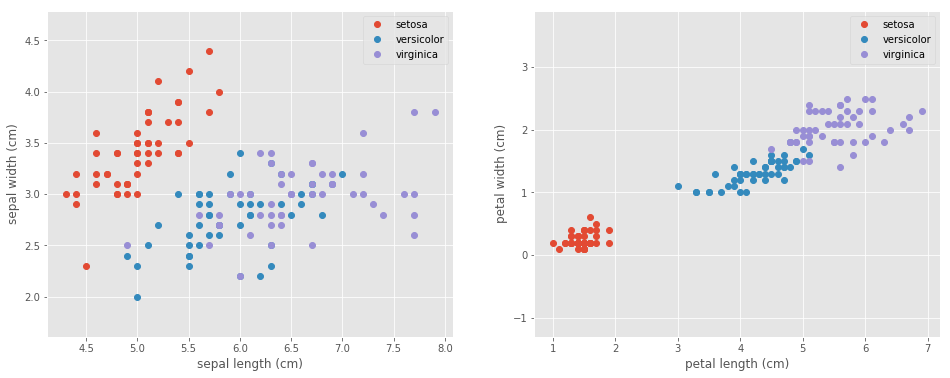 setosa
versicolor
virginica
4.5
4.0
3.5
3.0
2.5
2.0
sepal width (cm)
4.5 5.0 5.5 6.0 6.5 7.0 7.5 8.0
sepal length (cm)
setosa
versicolor
virginica
3
2
1
0
−1
petal width (cm)
1 2 3 4 5 6 7
petal length (cm)